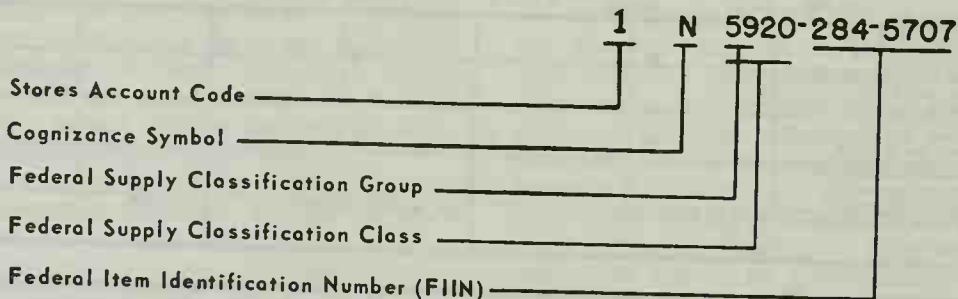 1 N 5920-284-5707
Stores Account Code
Cognizance Symbol
Federal Supply Classification Group
Federal Supply Classification Class
Federal Item Identification Number (FIIN)